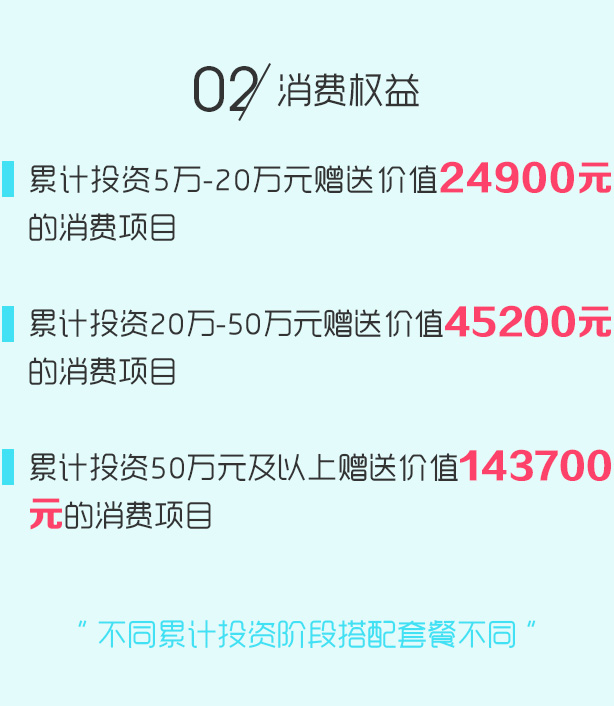 02/消费权益
累计投资5万-20万元赠送价值24900元
的消费项目
累计投资20万-50万元赠送价值45200元
的消费项目
累计投资50万元及以上赠送价值143700
元的消费项目
“不同累计投资阶段搭配套餐不同”